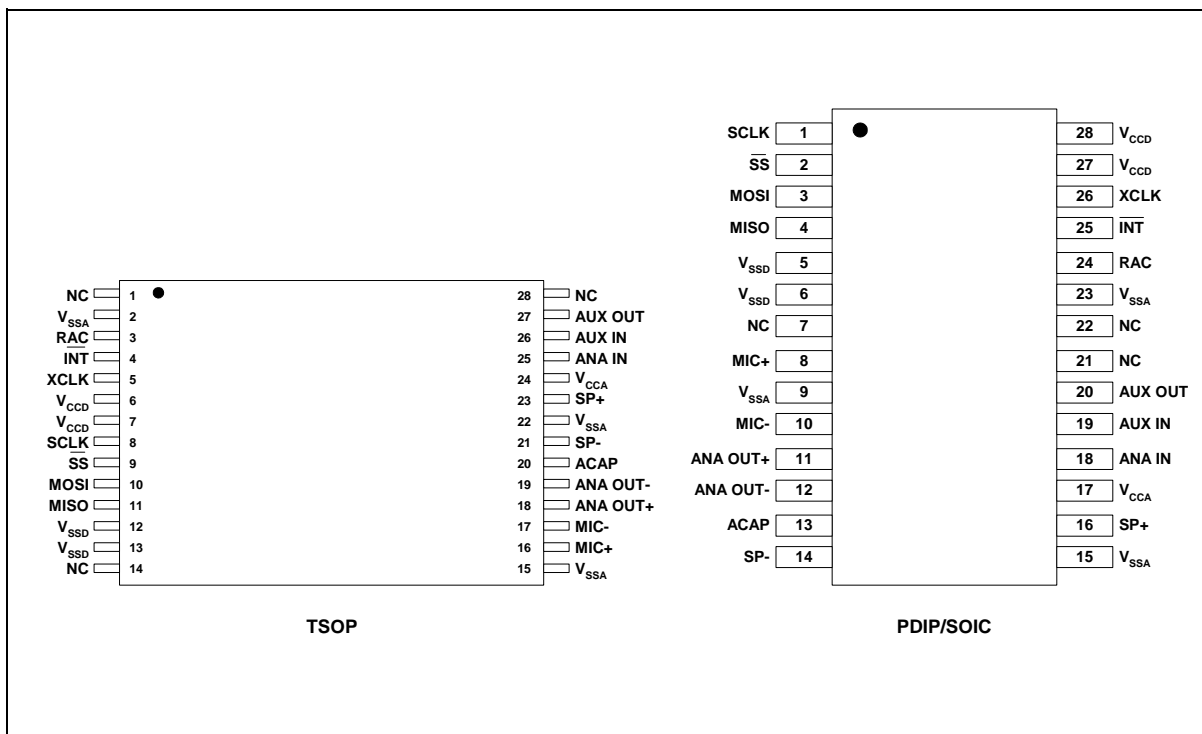 NC 1
V_SSA 2
RAC 3
I̅N̅T̅ 4
XCLK 5
V_CCD 6
V_CCD 7
SCLK 8
S̅S̅ 9
MOSI 10
MISO 11
V_SSD 12
V_SSD 13
NC 14
28 NC
27 AUX OUT
26 AUX IN
25 ANA IN
24 V_CCA
23 SP+
22 V_SSA
21 SP-
20 ACAP
19 ANA OUT-
18 ANA OUT+
17 MIC-
16 MIC+
15 V_SSA
TSOP
SCLK 1
S̅S̅ 2
MOSI 3
MISO 4
V_SSD 5
V_SSD 6
NC 7
MIC+ 8
V_SSA 9
MIC- 10
ANA OUT+ 11
ANA OUT- 12
ACAP 13
SP- 14
28 V_CCD
27 V_CCD
26 XCLK
25 I̅N̅T̅
24 RAC
23 V_SSA
22 NC
21 NC
20 AUX OUT
19 AUX IN
18 ANA IN
17 V_CCA
16 SP+
15 V_SSA
PDIP/SOIC